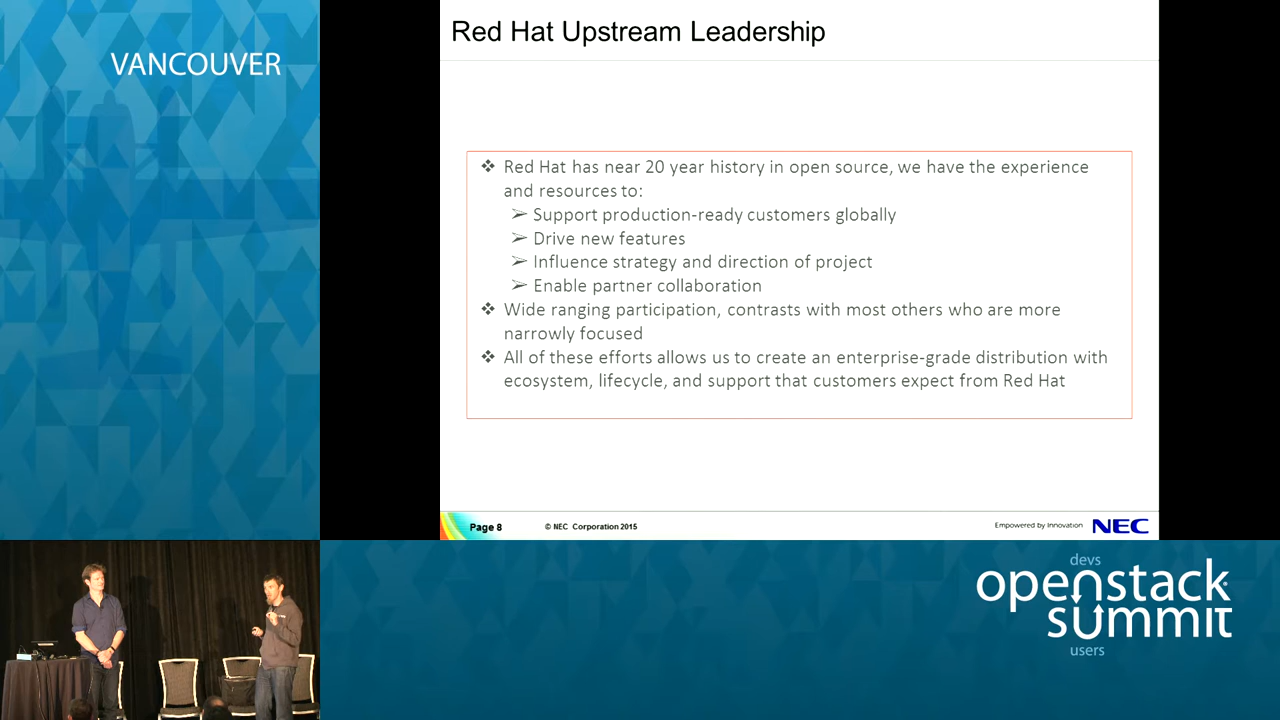 VANCOUVER
Red Hat Upstream Leadership
❖ Red Hat has near 20 year history in open source, we have the experience
and resources to:
➢ Support production-ready customers globally
➢ Drive new features
➢ Influence strategy and direction of project
➢ Enable partner collaboration
❖ Wide ranging participation, contrasts with most others who are more
narrowly focused
❖ All of these efforts allows us to create an enterprise-grade distribution with
ecosystem, lifecycle, and support that customers expect from Red Hat
Page 8
© NEC Corporation 2015
Empowered by Innovation
NEC
devs
openstack
summit
users